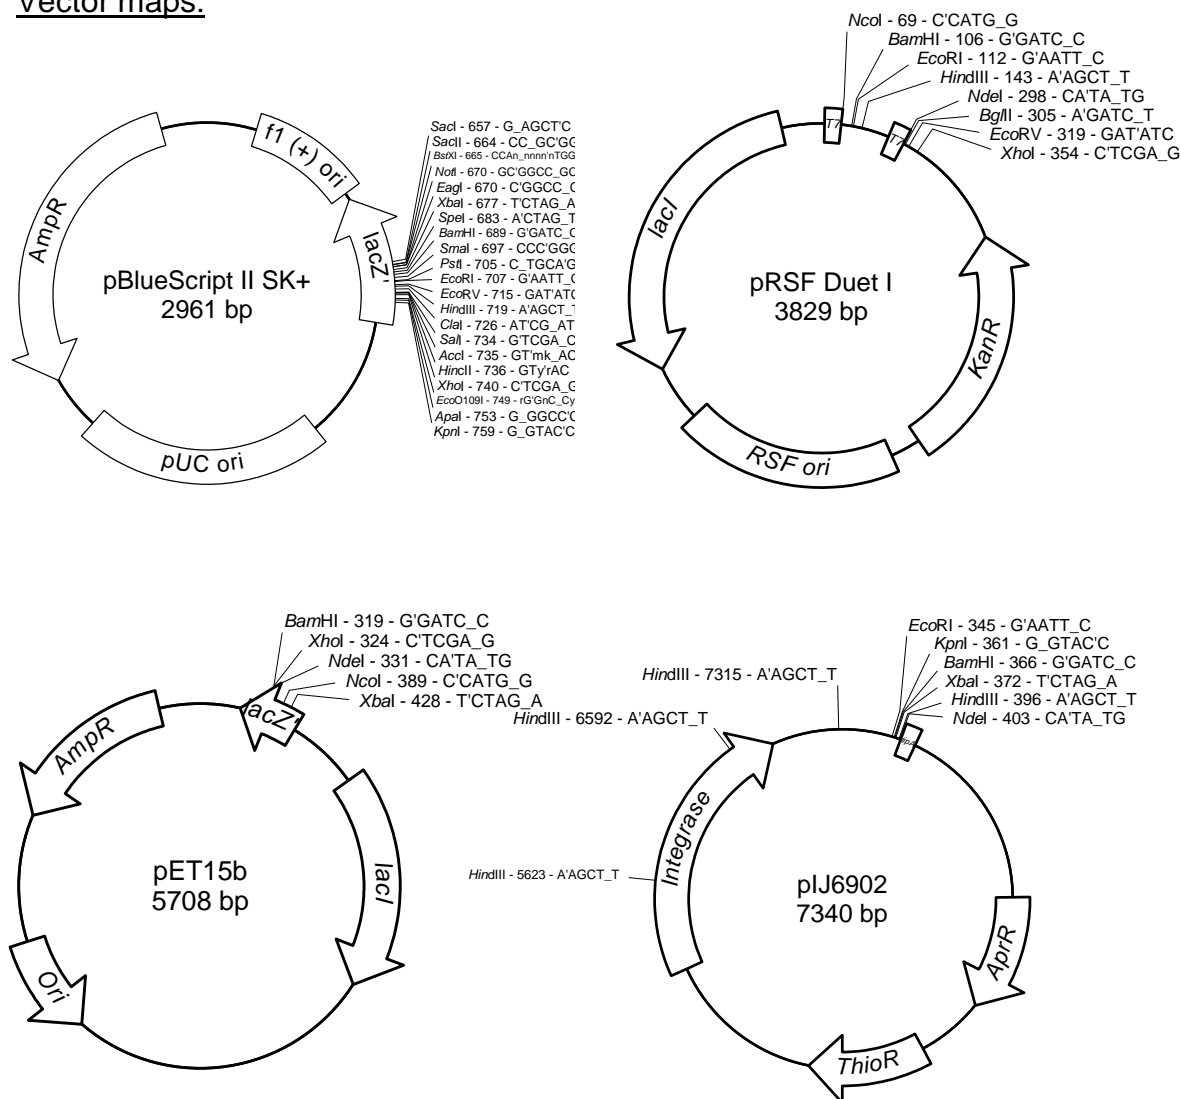 Vector maps:
SacI - 657 - G_AGCT'C
SacII - 664 - CC_GC'GG
BstXI - 665 - CCAn_nnnn'nTGG
NotI - 670 - GC'GGCC_GC
EagI - 670 - C'GGCC_G
XbaI - 677 - T'CTAG_A
SpeI - 683 - A'CTAG_T
BamHI - 689 - G'GATC_C
SmaI - 697 - CCC'GGG
PstI - 705 - C_TGCA'G
EcoRI - 707 - G'AATT_C
EcoRV - 715 - GAT'ATC
HindIII - 719 - A'AGCT_T
ClaI - 726 - AT'CG_AT
SalI - 734 - G'TCGA_C
AccI - 735 - GT'mk_AC
HincII - 736 - GTy'rAC
XhoI - 740 - C'TCGA_G
EcoO109I - 749 - rG'GnC_Cy
ApaI - 753 - G_GGCC'C
KpnI - 759 - G_GTAC'C
f1 (+) ori
lacZ'
AmpR
pUC ori
pBlueScript II SK+
2961 bp
NcoI - 69 - C'CATG_G
BamHI - 106 - G'GATC_C
EcoRI - 112 - G'AATT_C
HindIII - 143 - A'AGCT_T
NdeI - 298 - CA'TA_TG
BglII - 305 - A'GATC_T
EcoRV - 319 - GAT'ATC
XhoI - 354 - C'TCGA_G
T7
T7
lacI
KanR
RSF ori
pRSF Duet I
3829 bp
BamHI - 319 - G'GATC_C
XhoI - 324 - C'TCGA_G
NdeI - 331 - CA'TA_TG
NcoI - 389 - C'CATG_G
XbaI - 428 - T'CTAG_A
lacZ'
AmpR
lacI
Ori
pET15b
5708 bp
EcoRI - 345 - G'AATT_C
KpnI - 361 - G_GTAC'C
BamHI - 366 - G'GATC_C
XbaI - 372 - T'CTAG_A
HindIII - 396 - A'AGCT_T
NdeI - 403 - CA'TA_TG
HindIII - 7315 - A'AGCT_T
HindIII - 6592 - A'AGCT_T
HindIII - 5623 - A'AGCT_T
Integrase
AprR
ThioR
pIJ6902
7340 bp